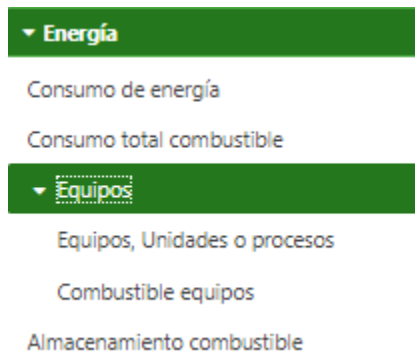 Energía
Consumo de energía
Consumo total combustible
Equipos
Equipos, Unidades o procesos
Combustible equipos
Almacenamiento combustible